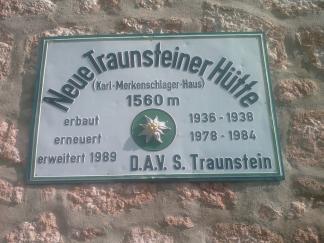 Neue Traunsteiner Hütte
(Karl-Merkenschlager-Haus)
1560 m
erbaut 1936 - 1938
erneuert 1978 - 1984
erweitert 1989
D.A.V. S. Traunstein